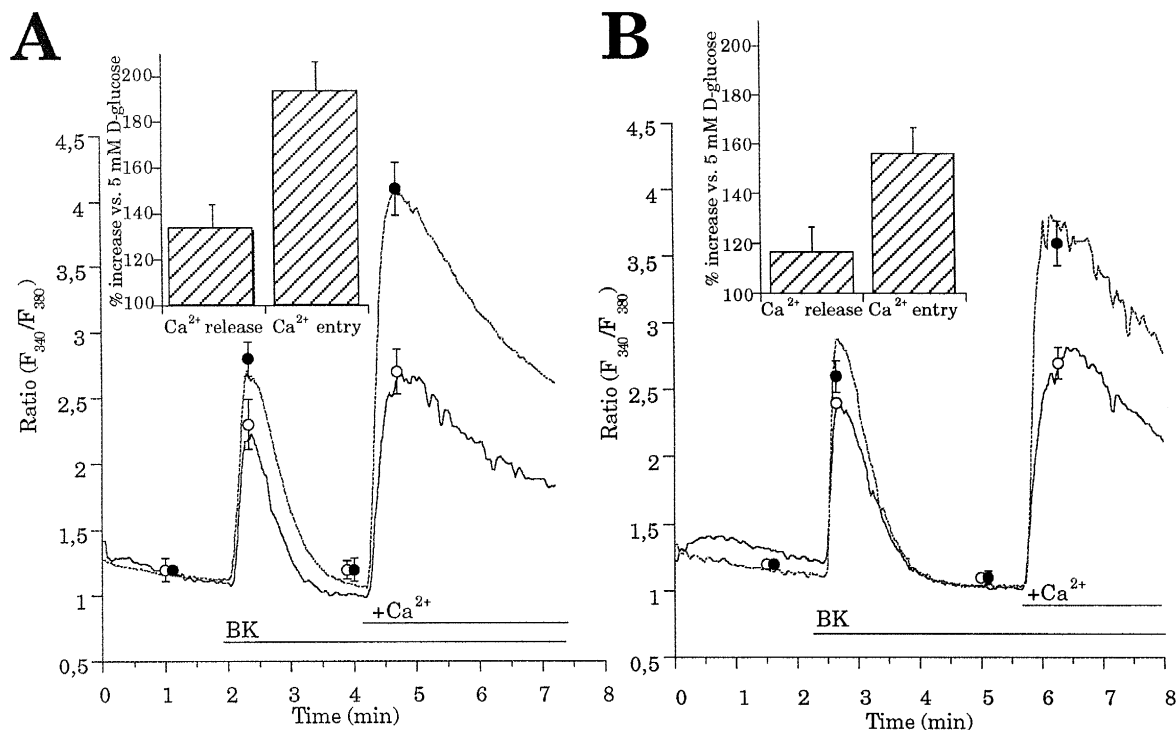 A
% increase vs. 5 mM D-glucose
200
180
160
140
120
100
Ca²⁺ release Ca²⁺ entry
Ratio (F₃₄₀/F₃₈₀)
4,5
4
3,5
3
2,5
2
1,5
1
0,5
BK
+Ca²⁺
0 1 2 3 4 5 6 7 8
Time (min)
B
% increase vs. 5 mM D-glucose
200
180
160
140
120
100
Ca²⁺ release Ca²⁺ entry
Ratio (F₃₄₀/F₃₈₀)
4,5
4
3,5
3
2,5
2
1,5
1
0,5
BK
+Ca²⁺
0 1 2 3 4 5 6 7 8
Time (min)